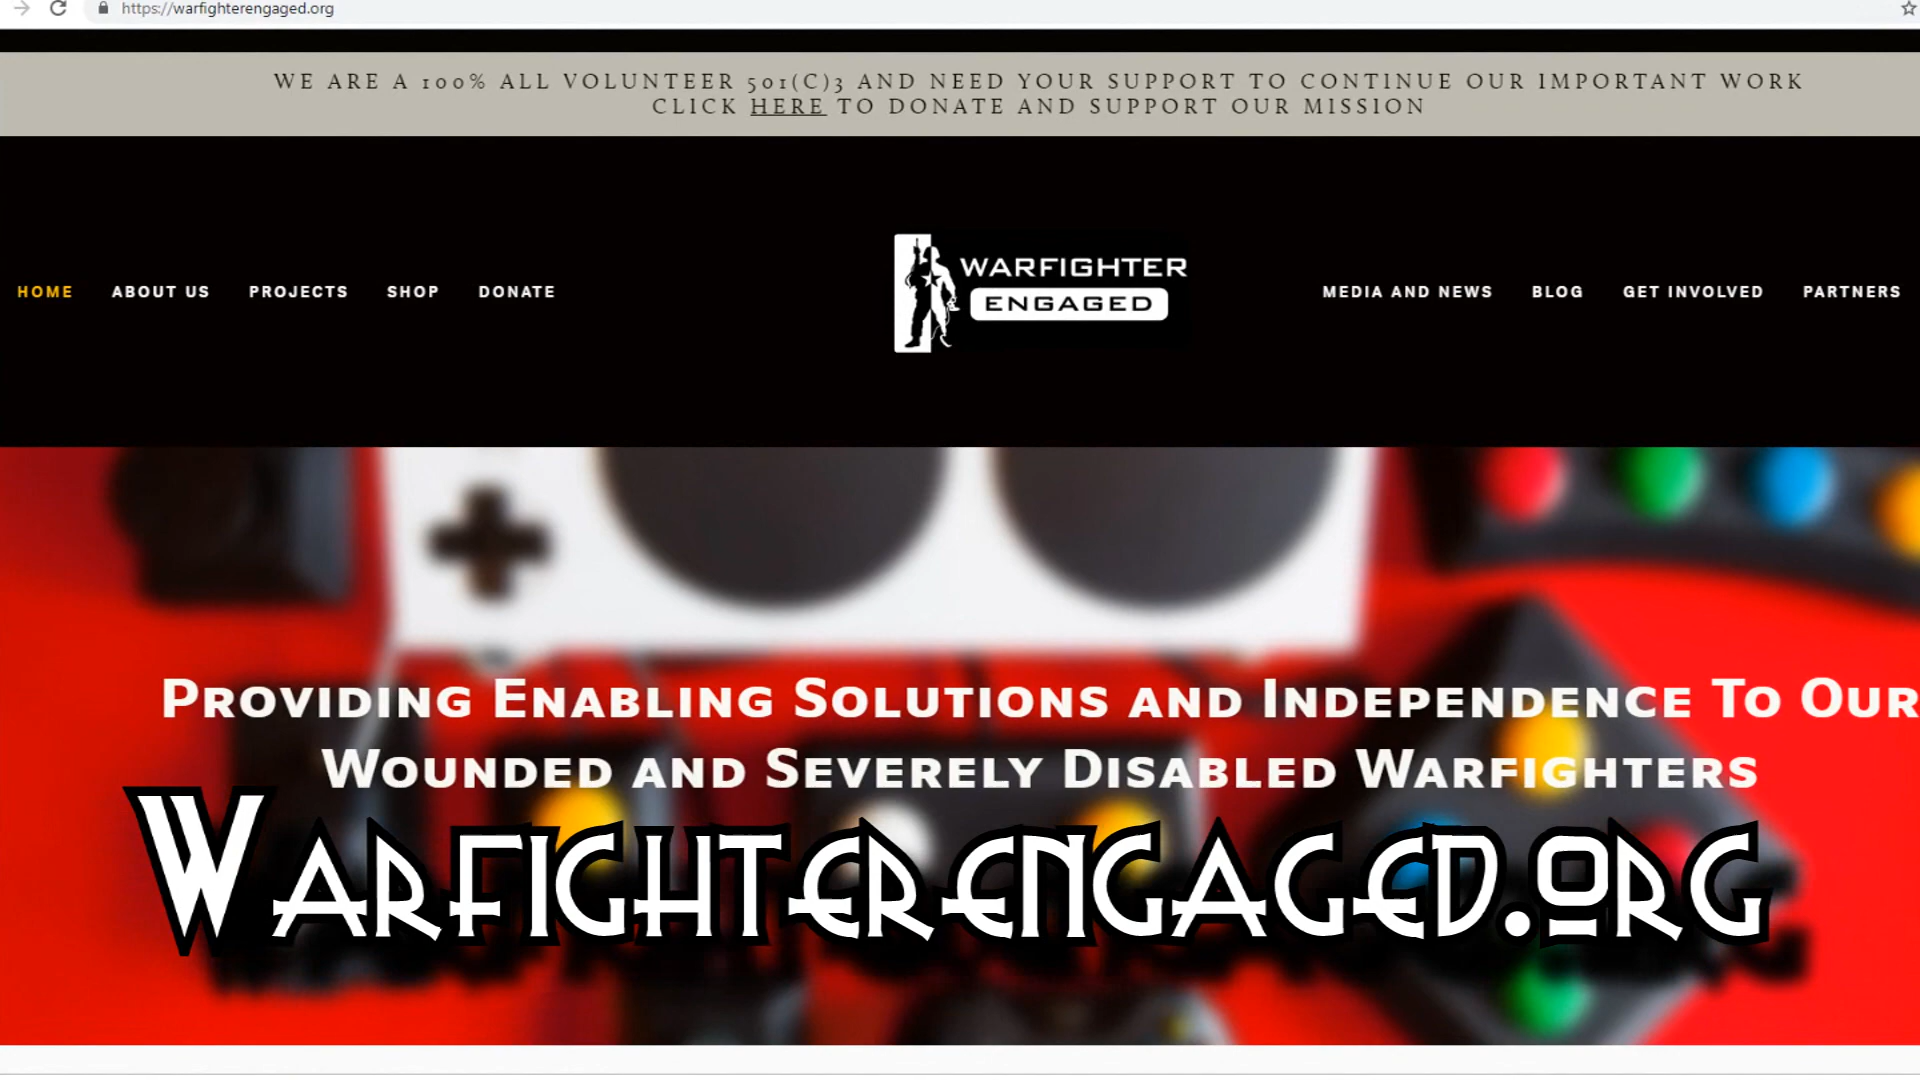 https://warfighterengaged.org
WE ARE A 100% ALL VOLUNTEER 501(C)3 AND NEED YOUR SUPPORT TO CONTINUE OUR IMPORTANT WORK
CLICK HERE TO DONATE AND SUPPORT OUR MISSION
HOME ABOUT US PROJECTS SHOP DONATE
WARFIGHTER
ENGAGED
MEDIA AND NEWS BLOG GET INVOLVED PARTNERS
Providing Enabling Solutions and Independence To Our
Wounded and Severely Disabled Warfighters
Warfighterengaged.org